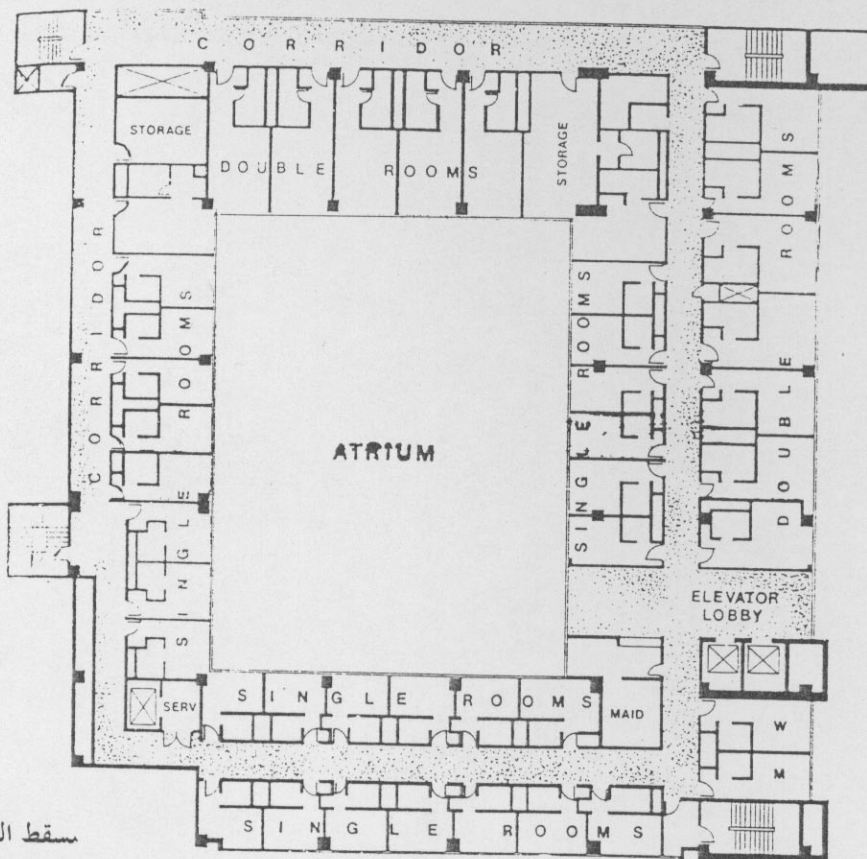 CORRIDOR
STORAGE
STORAGE
DOUBLE ROOMS
DOUBLE ROOMS
CORRIDOR
SINGLE ROOMS
SINGLE ROOMS
ATRIUM
ELEVATOR
LOBBY
SERV
SINGLE ROOMS
MAID
W
M
SINGLE ROOMS
مسقط